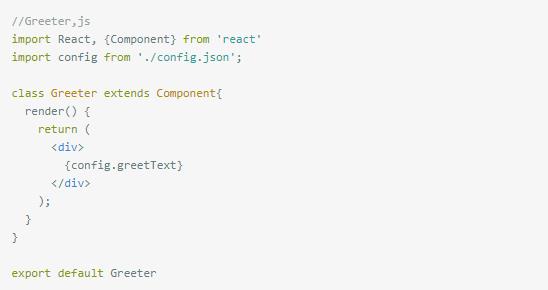 //Greeter,js
import React, {Component} from 'react'
import config from './config.json';

class Greeter extends Component{
  render() {
    return (
      <div>
        {config.greetText}
      </div>
    );
  }
}

export default Greeter